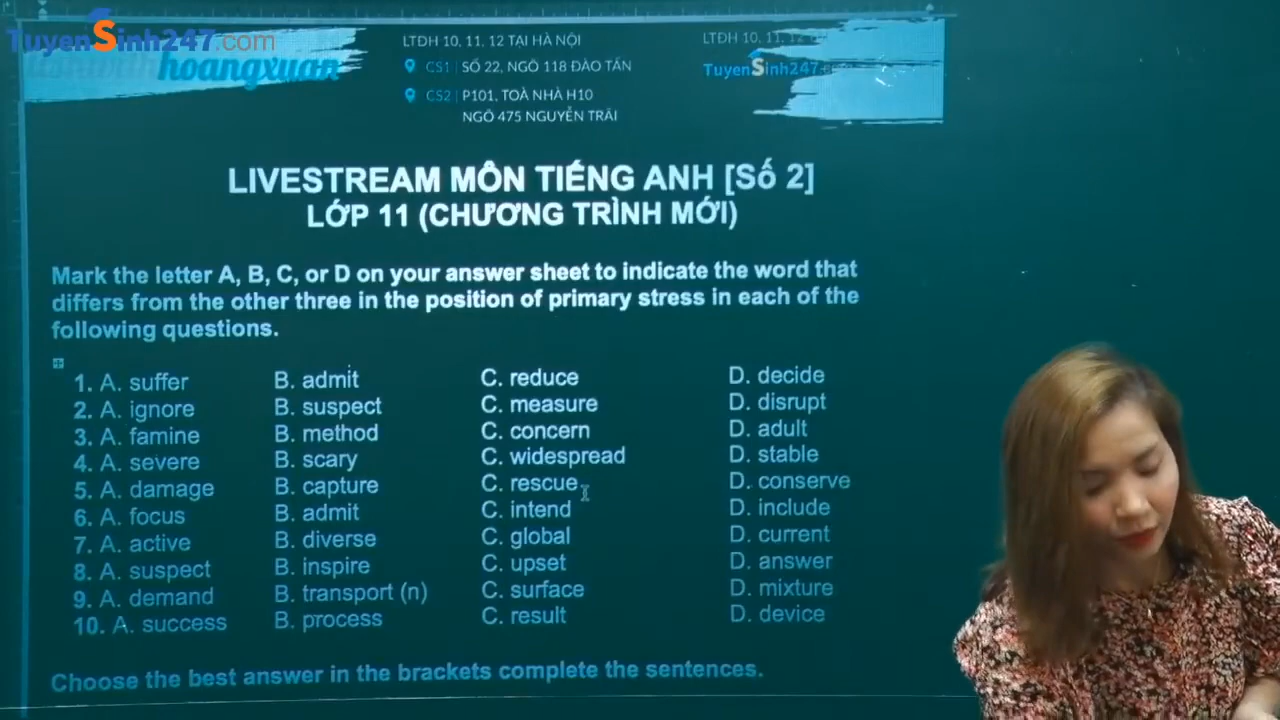 TuyenSinh247.com
hoangxuan
LTĐH 10, 11, 12 TẠI HÀ NỘI
CS1 | SỐ 22, NGÕ 118 ĐÀO TẤN
CS2 | P101, TOÀ NHÀ H10
NGÕ 475 NGUYỄN TRÃI
LTĐH 10, 11, 12
TuyenSinh247
LIVESTREAM MÔN TIẾNG ANH [Số 2]
LỚP 11 (CHƯƠNG TRÌNH MỚI)
Mark the letter A, B, C, or D on your answer sheet to indicate the word that
differs from the other three in the position of primary stress in each of the
following questions.
1. A. suffer B. admit C. reduce D. decide
2. A. ignore B. suspect C. measure D. disrupt
3. A. famine B. method C. concern D. adult
4. A. severe B. scary C. widespread D. stable
5. A. damage B. capture C. rescue D. conserve
6. A. focus B. admit C. intend D. include
7. A. active B. diverse C. global D. current
8. A. suspect B. inspire C. upset D. answer
9. A. demand B. transport (n) C. surface D. mixture
10. A. success B. process C. result D. device
Choose the best answer in the brackets complete the sentences.